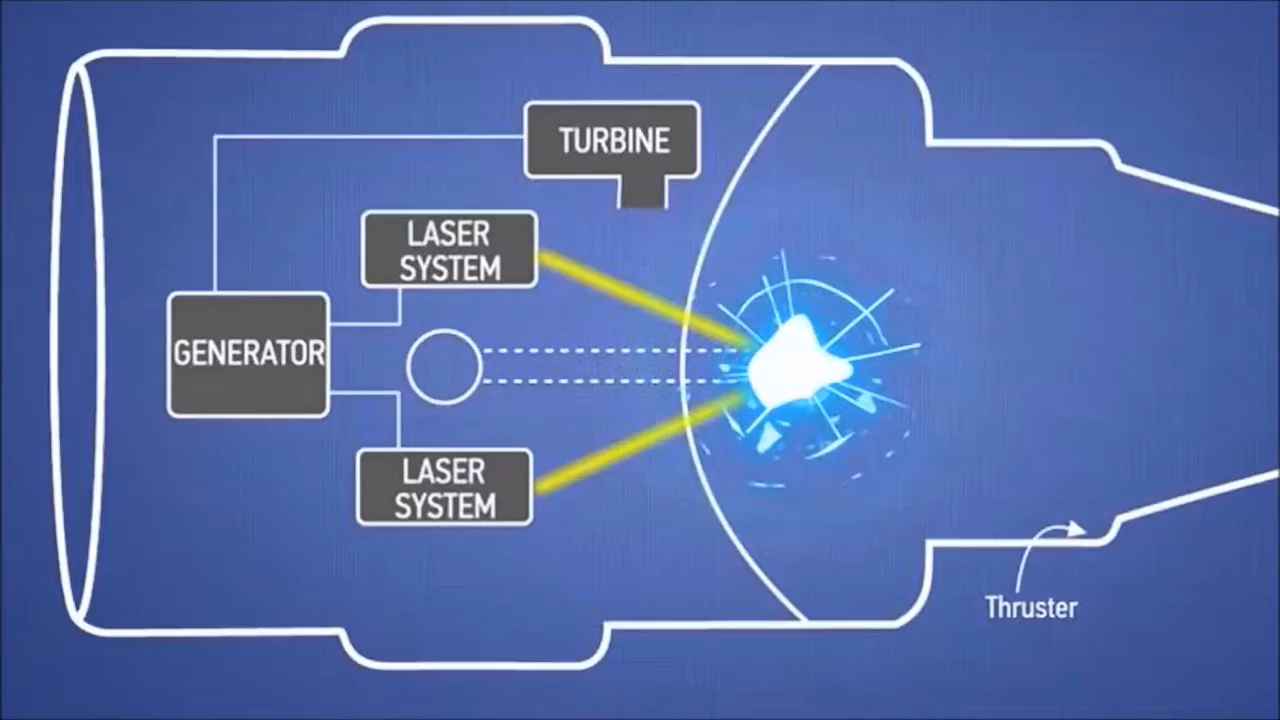 TURBINE
LASER
SYSTEM
GENERATOR
LASER
SYSTEM
Thruster